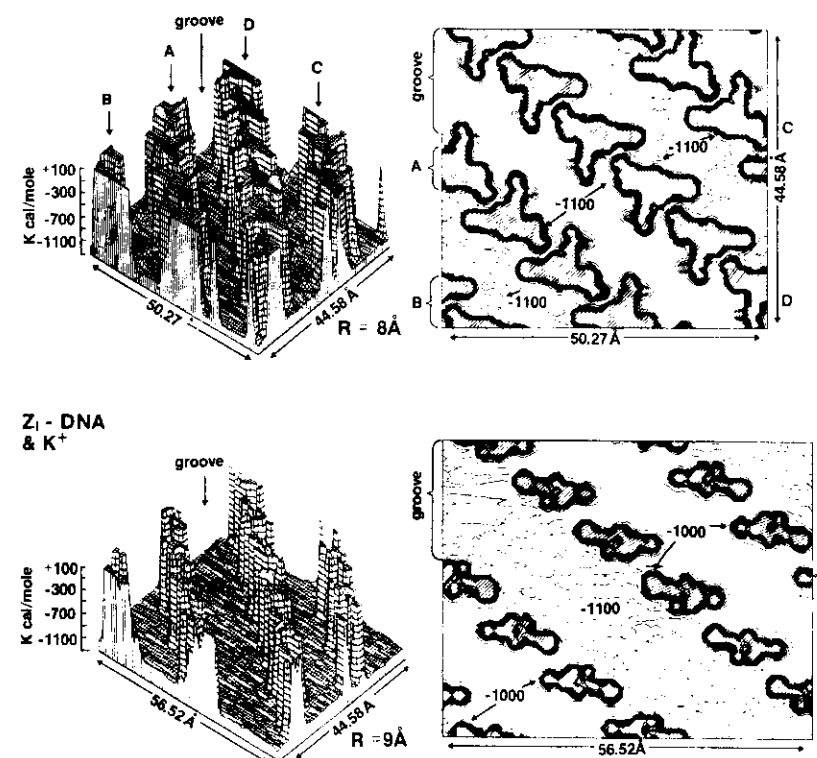 groove
D
A
C
B
K cal/mole
+100
-300
-700
-1100
50.27
44.58 Å
R = 8Å
groove
A
B
-1100
-1100
-1100
C
44.58 Å
D
50.27 Å
Z₁ - DNA
& K⁺
groove
K cal/mole
+100
-300
-700
-1100
56.52Å
44.58 Å
R = 9Å
groove
-1000
-1100
-1000
56.52Å